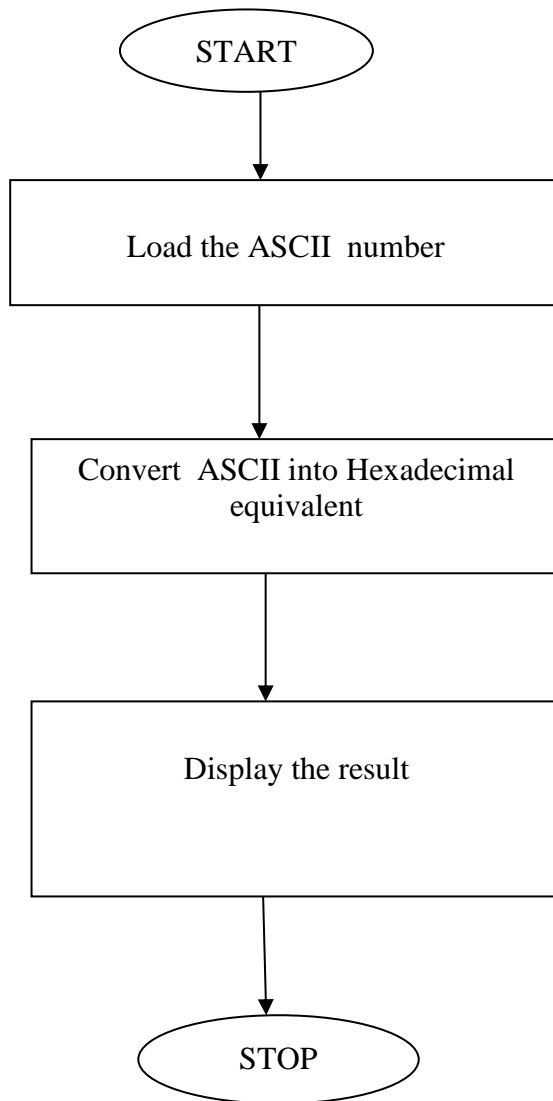 START
Load the ASCII  number
Convert  ASCII into Hexadecimal
equivalent
Display the result
STOP